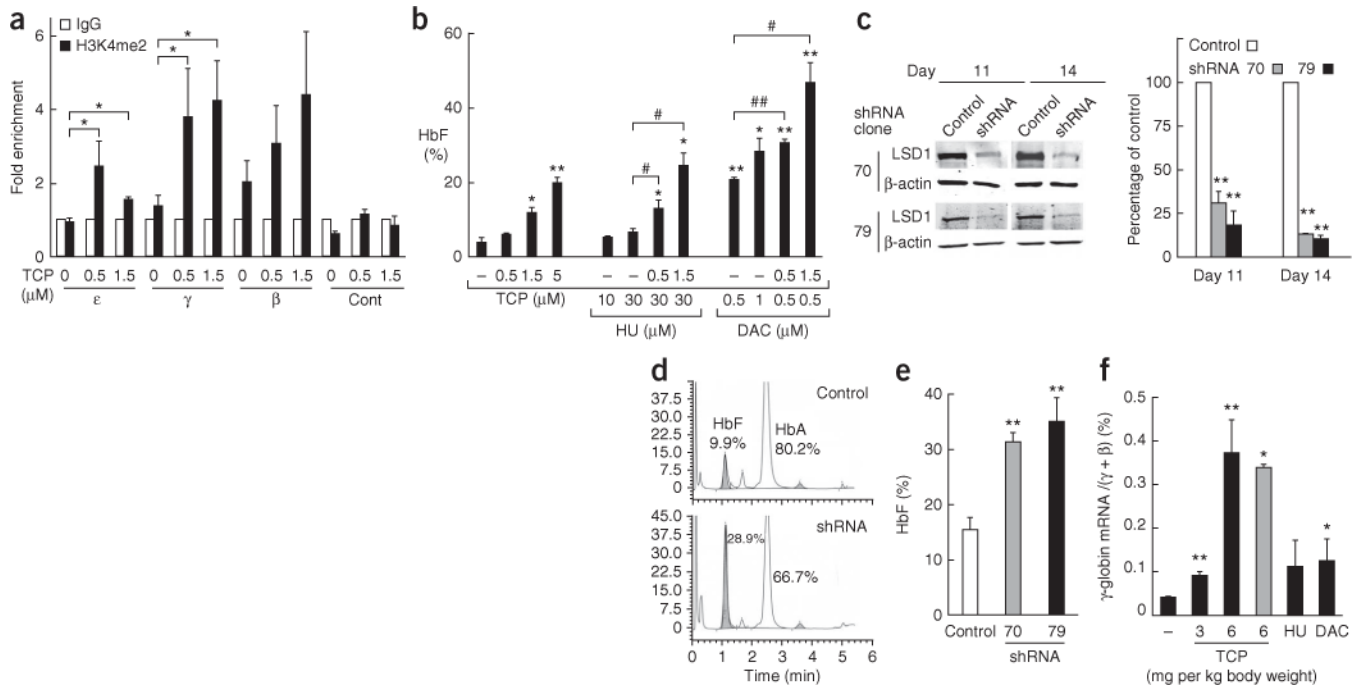 a
IgG
H3K4me2
Fold enrichment
6
4
2
0
* * * *
TCP (μM)
0 0.5 1.5 0 0.5 1.5 0 0.5 1.5 0 0.5 1.5
ε γ β Cont
b
HbF (%)
60
40
20
0
* ** # # * * ## # ** * ** **
– 0.5 1.5 5 – – 0.5 1.5 – – 0.5 1.5
TCP (μM) 10 30 30 30 0.5 1 0.5 0.5
HU (μM) DAC (μM)
c
Day 11 14
shRNA clone
Control shRNA Control shRNA
70
LSD1
β-actin
79
LSD1
β-actin
Control
shRNA 70 79
Percentage of control
100
75
50
25
0
** ** ** **
Day 11 Day 14
d
Control
37.5
30.0
22.5
15.0
7.5
0
HbF 9.9%
HbA 80.2%
shRNA
45.0
37.5
30.0
22.5
15.0
7.5
0
28.9%
66.7%
0 1 2 3 4 5 6
Time (min)
e
HbF (%)
40
30
20
10
0
** **
Control 70 79
shRNA
f
γ-globin mRNA /(γ + β) (%)
0.5
0.4
0.3
0.2
0.1
0
** ** * *
– 3 6 6 HU DAC
TCP
(mg per kg body weight)